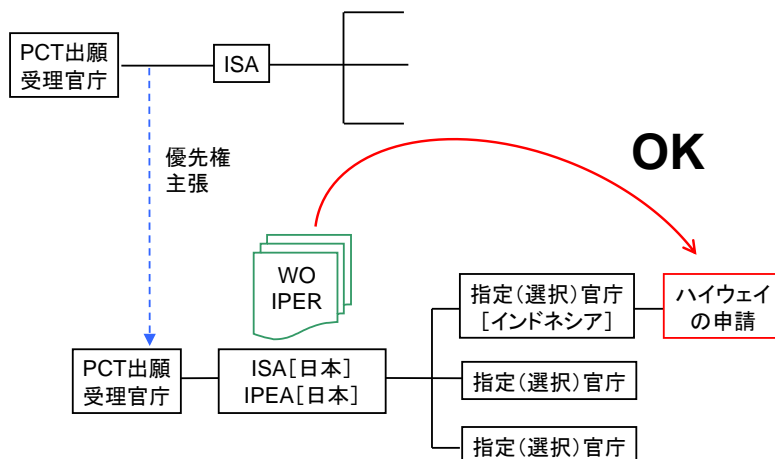 PCT出願
受理官庁
ISA
優先権
主張
OK
WO
IPER
指定(選択)官庁
[インドネシア]
ハイウェイ
の申請
PCT出願
受理官庁
ISA[日本]
IPEA[日本]
指定(選択)官庁
指定(選択)官庁